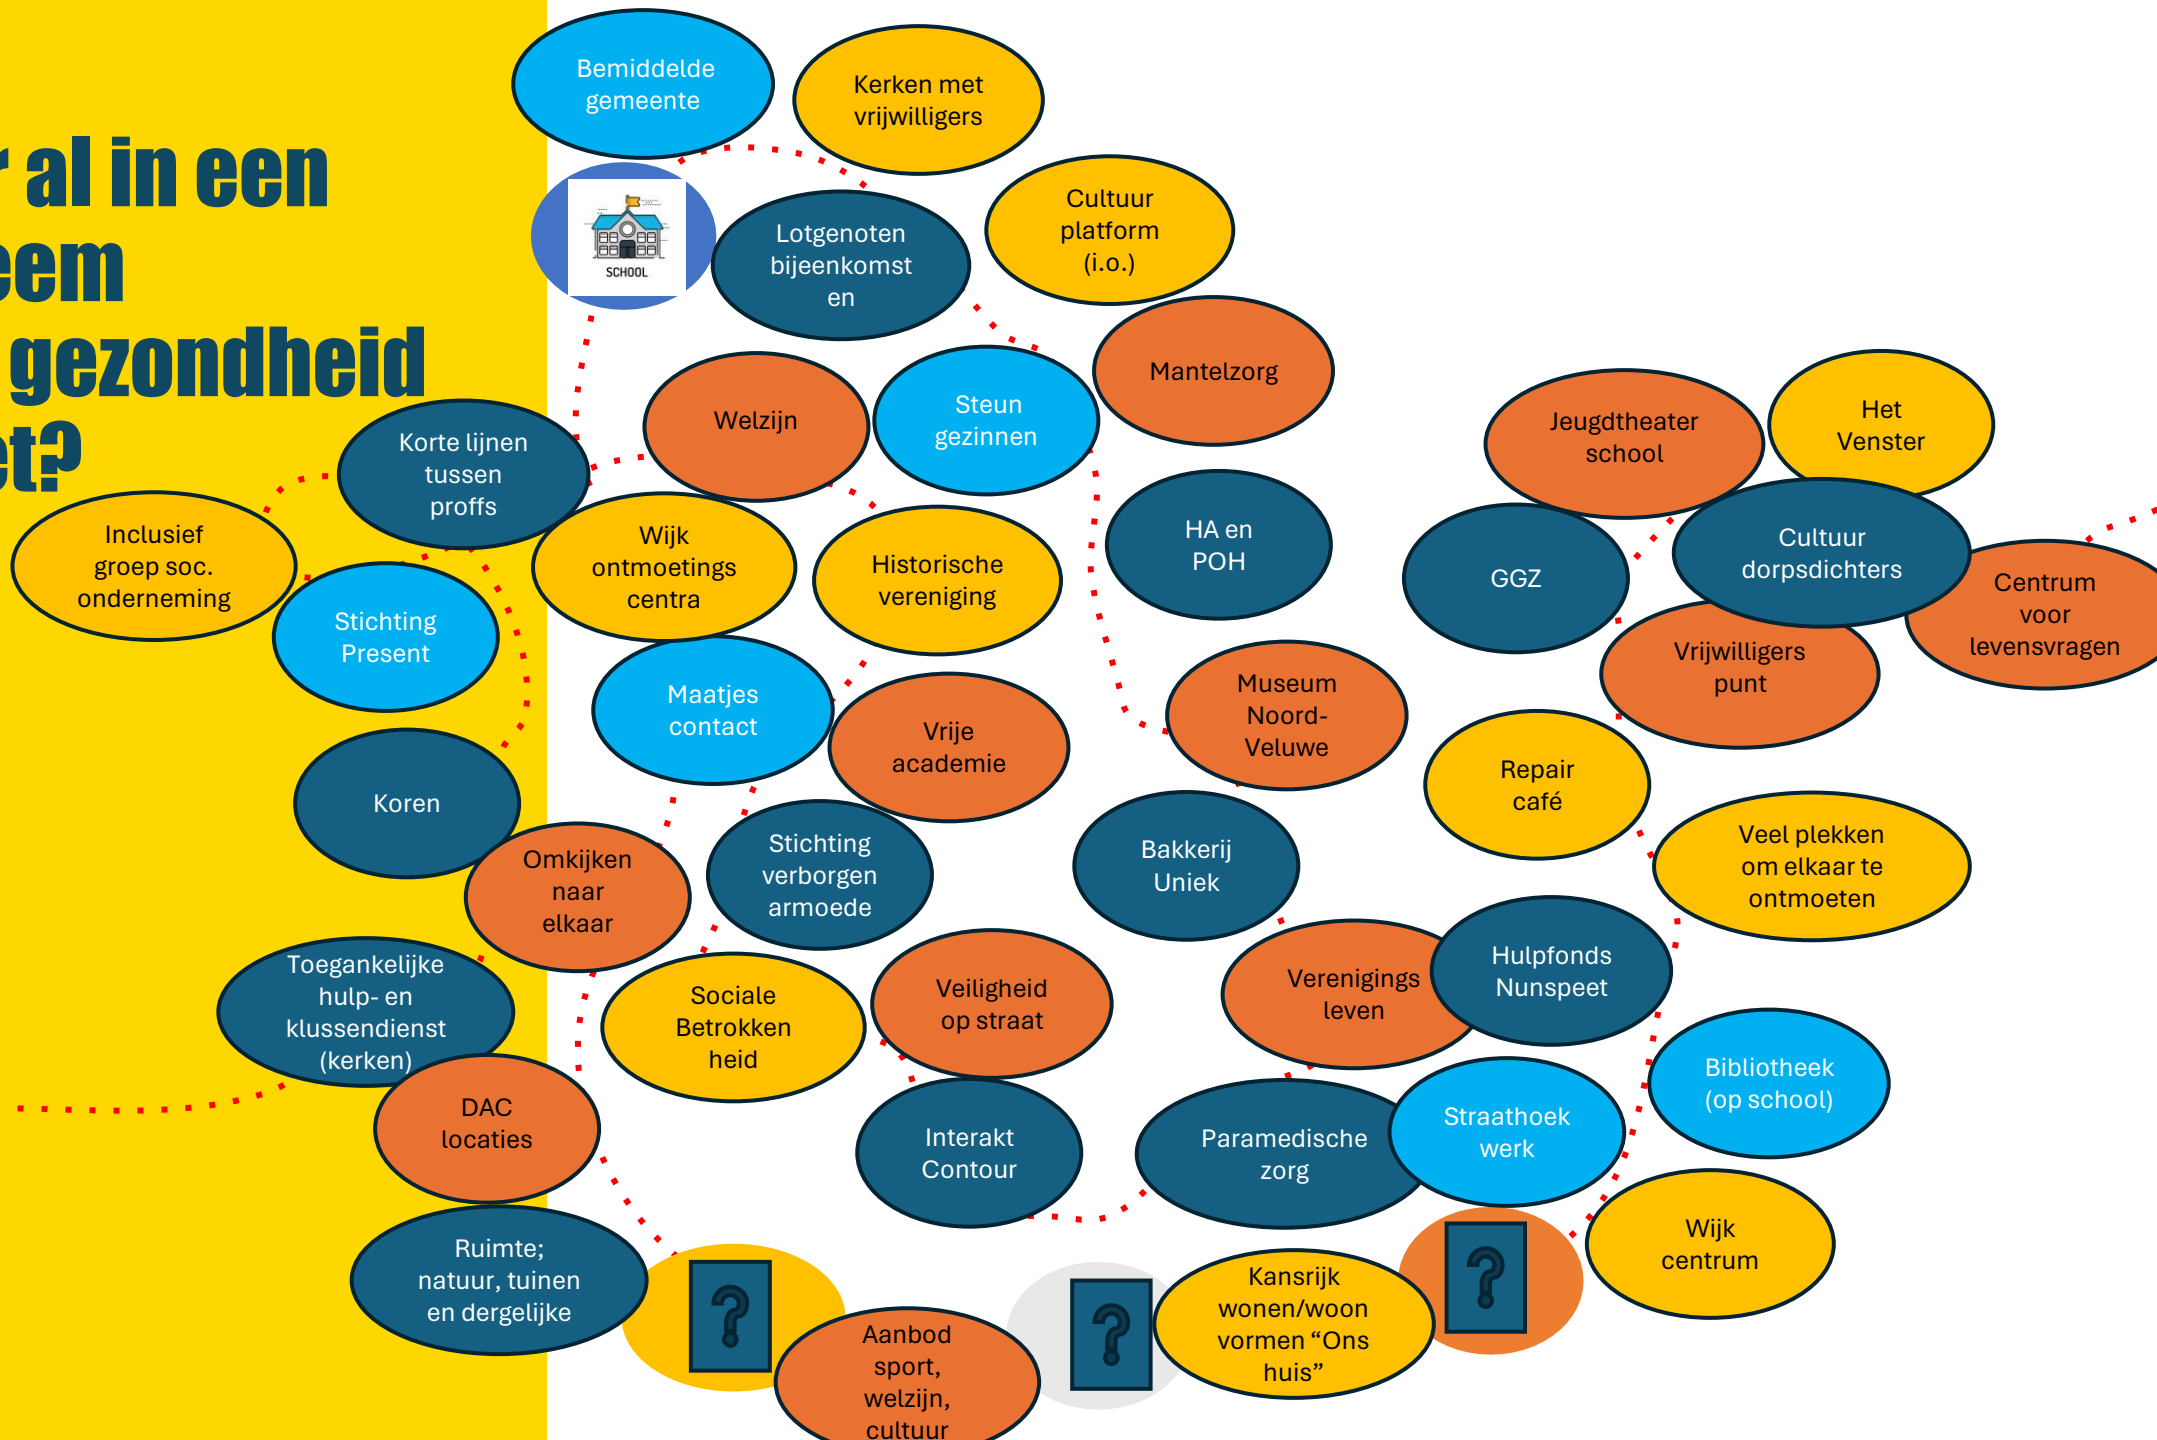 r al in een
eem
gezondheid
et?
Bemiddelde
gemeente
Kerken met
vrijwilligers
SCHOOL
Lotgenoten
bijeenkomst
en
Cultuur
platform
(i.o.)
Mantelzorg
Welzijn
Steun
gezinnen
Korte lijnen
tussen
proffs
Inclusief
groep soc.
onderneming
Stichting
Present
Wijk
ontmoetings
centra
Historische
vereniging
HA en
POH
Jeugdtheater
school
Het
Venster
GGZ
Cultuur
dorpsdichters
Centrum
voor
levensvragen
Vrijwilligers
punt
Maatjes
contact
Vrije
academie
Museum
Noord-
Veluwe
Repair
café
Koren
Omkijken
naar
elkaar
Stichting
verborgen
armoede
Bakkerij
Uniek
Veel plekken
om elkaar te
ontmoeten
Toegankelijke
hulp- en
klussendienst
(kerken)
Sociale
Betrokken
heid
Veiligheid
op straat
Verenigings
leven
Hulpfonds
Nunspeet
Bibliotheek
(op school)
DAC
locaties
Interakt
Contour
Paramedische
zorg
Straathoek
werk
Wijk
centrum
Ruimte;
natuur, tuinen
en dergelijke
?
Aanbod
sport,
welzijn,
cultuur
?
Kansrijk
wonen/woon
vormen “Ons
huis”
?